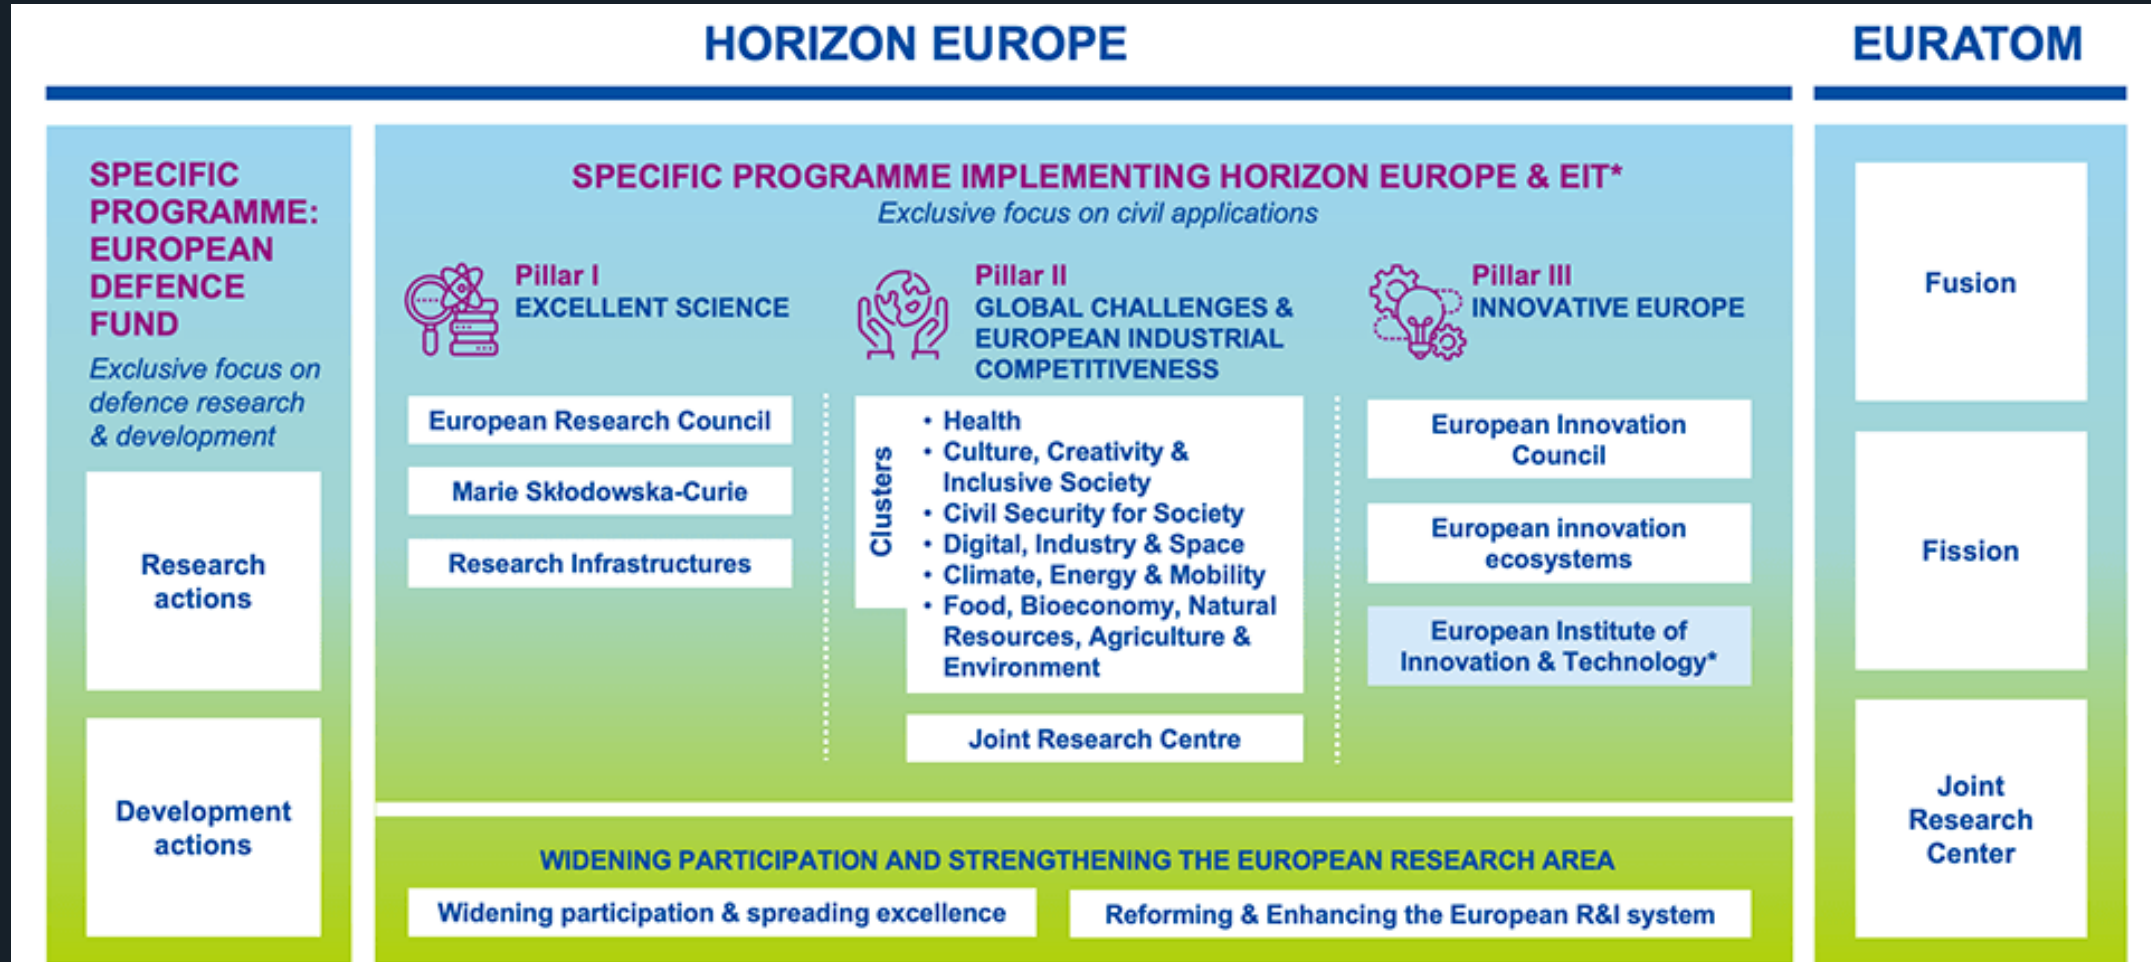 HORIZON EUROPE
EURATOM
SPECIFIC
PROGRAMME:
EUROPEAN
DEFENCE
FUND
Exclusive focus on
defence research
& development
Research
actions
Development
actions
SPECIFIC PROGRAMME IMPLEMENTING HORIZON EUROPE & EIT*
Exclusive focus on civil applications
Pillar I
EXCELLENT SCIENCE
European Research Council
Marie Skłodowska-Curie
Research Infrastructures
Pillar II
GLOBAL CHALLENGES &
EUROPEAN INDUSTRIAL
COMPETITIVENESS
Clusters
• Health
• Culture, Creativity &
Inclusive Society
• Civil Security for Society
• Digital, Industry & Space
• Climate, Energy & Mobility
• Food, Bioeconomy, Natural
Resources, Agriculture &
Environment
Joint Research Centre
Pillar III
INNOVATIVE EUROPE
European Innovation
Council
European innovation
ecosystems
European Institute of
Innovation & Technology*
WIDENING PARTICIPATION AND STRENGTHENING THE EUROPEAN RESEARCH AREA
Widening participation & spreading excellence
Reforming & Enhancing the European R&I system
Fusion
Fission
Joint
Research
Center